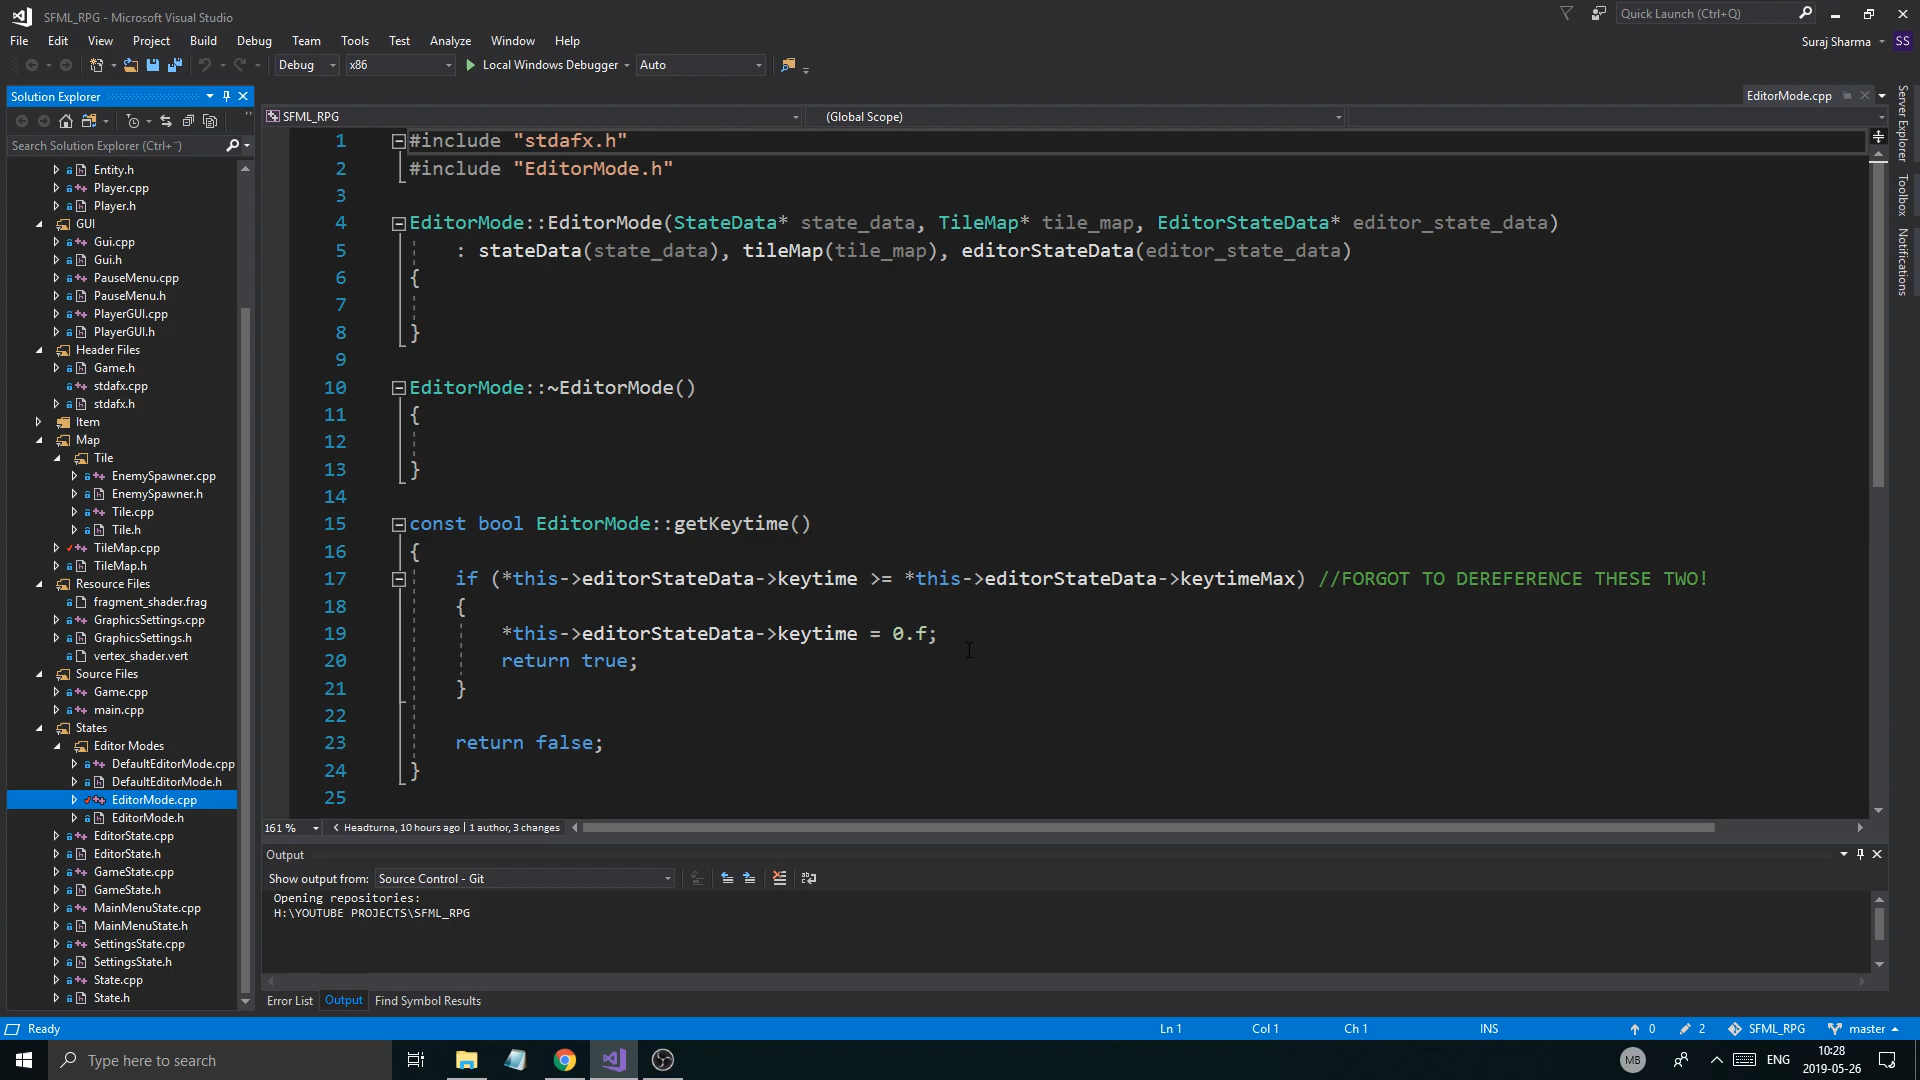 SFML_RPG - Microsoft Visual Studio
Quick Launch (Ctrl+Q)
File Edit View Project Build Debug Team Tools Test Analyze Window Help
Suraj Sharma SS
Debug x86 Local Windows Debugger Auto
Solution Explorer
Search Solution Explorer (Ctrl+¨)
Entity.h
Player.cpp
Player.h
GUI
Gui.cpp
Gui.h
PauseMenu.cpp
PauseMenu.h
PlayerGUI.cpp
PlayerGUI.h
Header Files
Game.h
stdafx.cpp
stdafx.h
Item
Map
Tile
EnemySpawner.cpp
EnemySpawner.h
Tile.cpp
Tile.h
TileMap.cpp
TileMap.h
Resource Files
fragment_shader.frag
GraphicsSettings.cpp
GraphicsSettings.h
vertex_shader.vert
Source Files
Game.cpp
main.cpp
States
Editor Modes
DefaultEditorMode.cpp
DefaultEditorMode.h
EditorMode.cpp
EditorMode.h
EditorState.cpp
EditorState.h
GameState.cpp
GameState.h
MainMenuState.cpp
MainMenuState.h
SettingsState.cpp
SettingsState.h
State.cpp
State.h
EditorMode.cpp
SFML_RPG (Global Scope)
1 #include "stdafx.h"
2 #include "EditorMode.h"
3
4 EditorMode::EditorMode(StateData* state_data, TileMap* tile_map, EditorStateData* editor_state_data)
5 : stateData(state_data), tileMap(tile_map), editorStateData(editor_state_data)
6 {
7
8 }
9
10 EditorMode::~EditorMode()
11 {
12
13 }
14
15 const bool EditorMode::getKeytime()
16 {
17 if (*this->editorStateData->keytime >= *this->editorStateData->keytimeMax) //FORGOT TO DEREFERENCE THESE TWO!
18 {
19 *this->editorStateData->keytime = 0.f;
20 return true;
21 }
22
23 return false;
24 }
25
161 % Headturna, 10 hours ago | 1 author, 3 changes
Output
Show output from: Source Control - Git
Opening repositories:
H:\YOUTUBE PROJECTS\SFML_RPG
Error List Output Find Symbol Results
Server Explorer
Toolbox
Notifications
Ready Ln 1 Col 1 Ch 1 INS 0 2 SFML_RPG master
Type here to search
MB ENG 10:28
2019-05-26